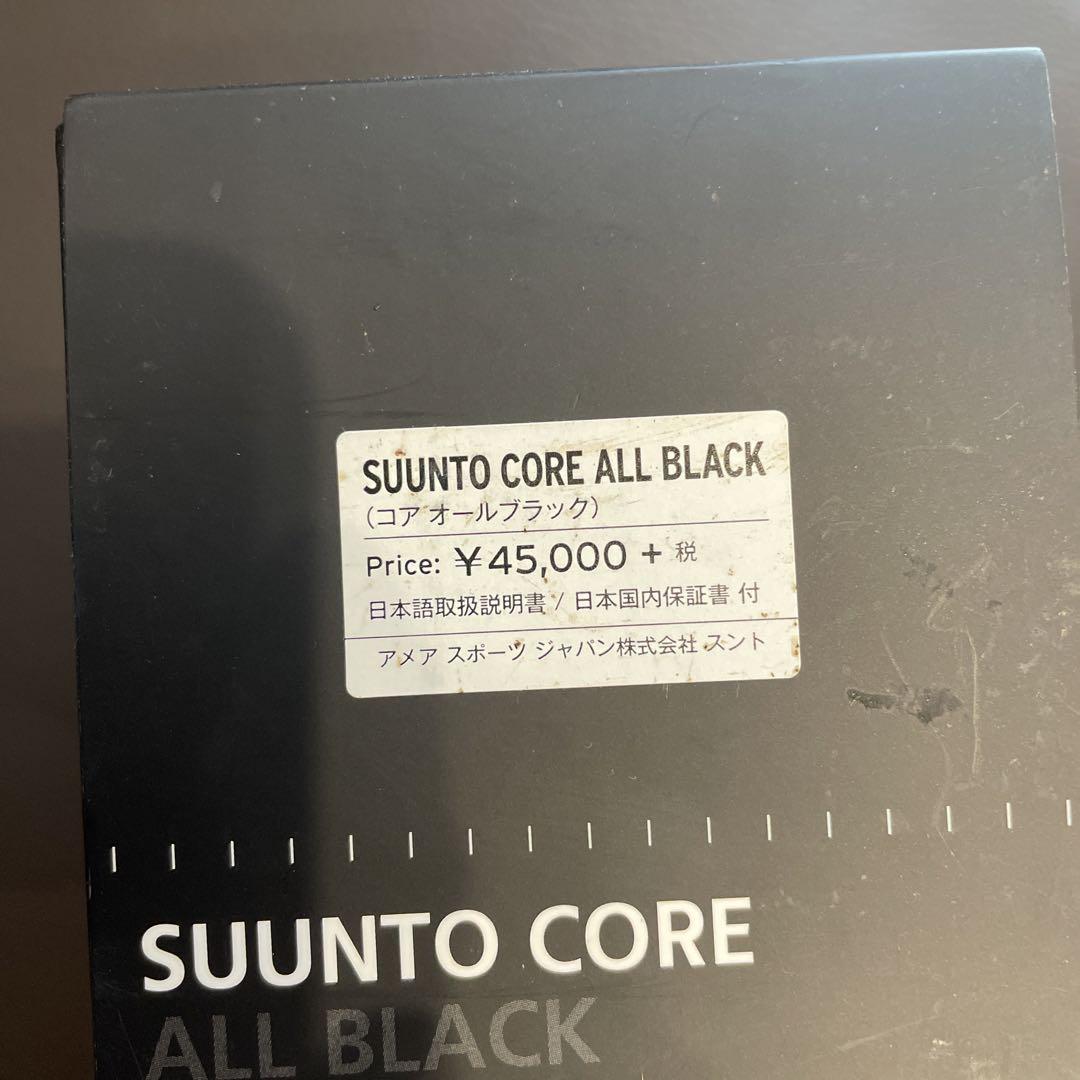 SUUNTO CORE ALL BLACK
(コア オールブラック)
Price: ¥45,000 + 税
日本語取扱説明書 / 日本国内保証書 付
アメア スポーツ ジャパン株式会社 スント
SUUNTO CORE
ALL BLACK